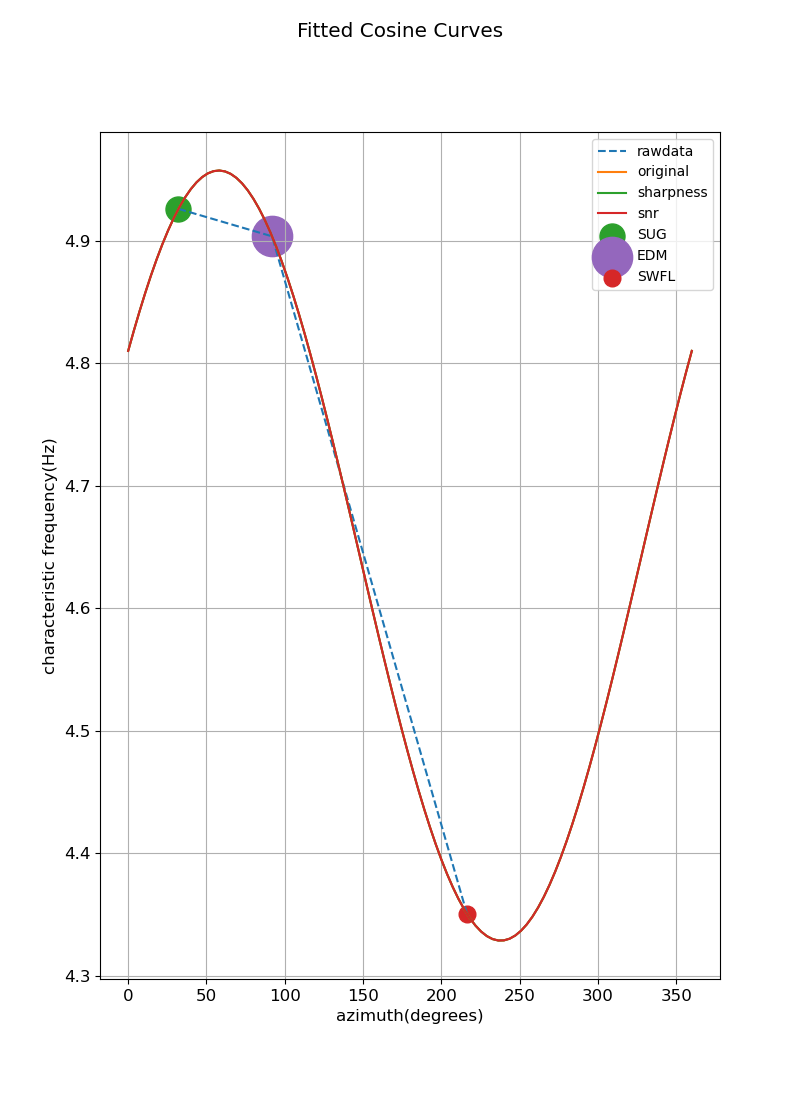 Fitted Cosine Curves
rawdata
original
sharpness
snr
SUG
EDM
SWFL
4.9
4.8
4.7
4.6
4.5
4.4
4.3
characteristic frequency(Hz)
0 50 100 150 200 250 300 350
azimuth(degrees)